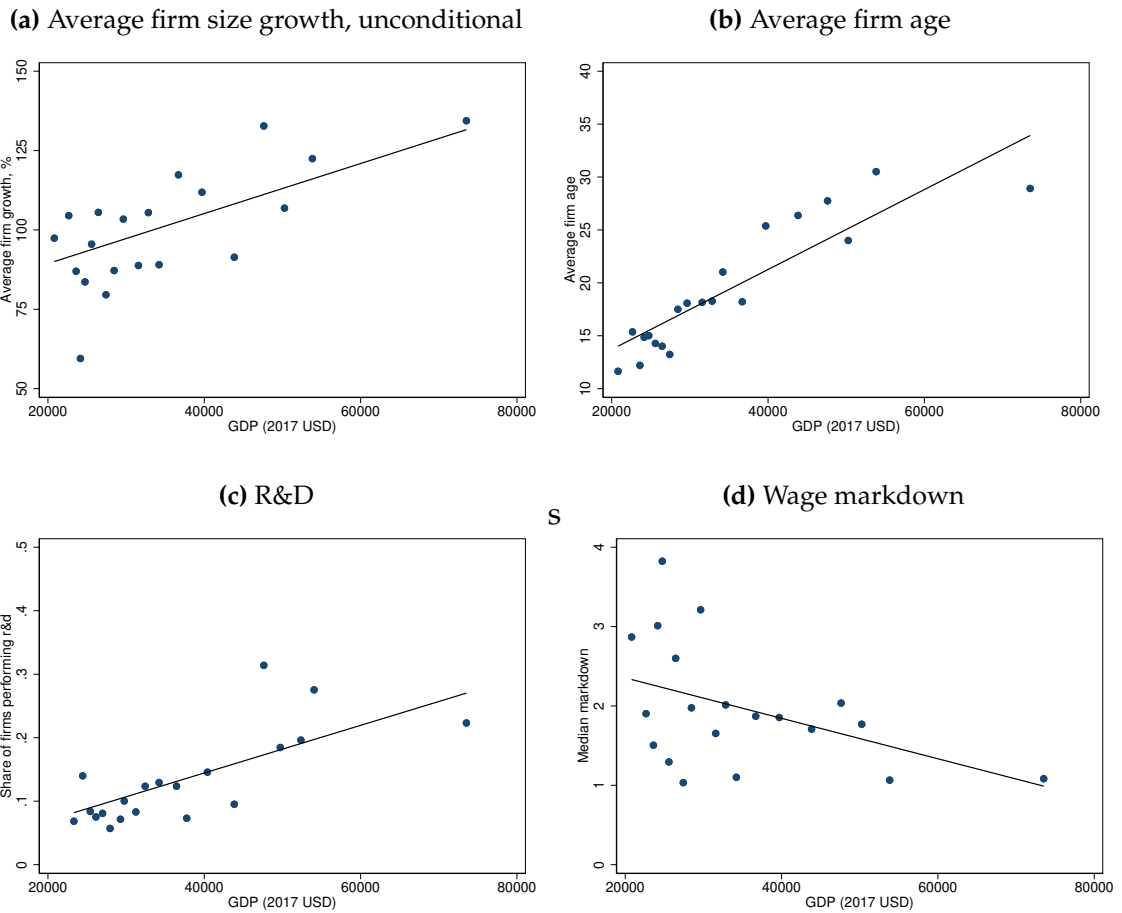 (a) Average firm size growth, unconditional
(b) Average firm age
Average firm growth, %
150
125
100
75
50
20000 40000 60000 80000
GDP (2017 USD)
Average firm age
40
35
30
25
20
15
10
20000 40000 60000 80000
GDP (2017 USD)
(c) R&D
(d) Wage markdown
s
Share of firms performing r&d
.5
.4
.3
.2
.1
0
20000 40000 60000 80000
GDP (2017 USD)
Median markdown
4
3
2
1
0
20000 40000 60000 80000
GDP (2017 USD)